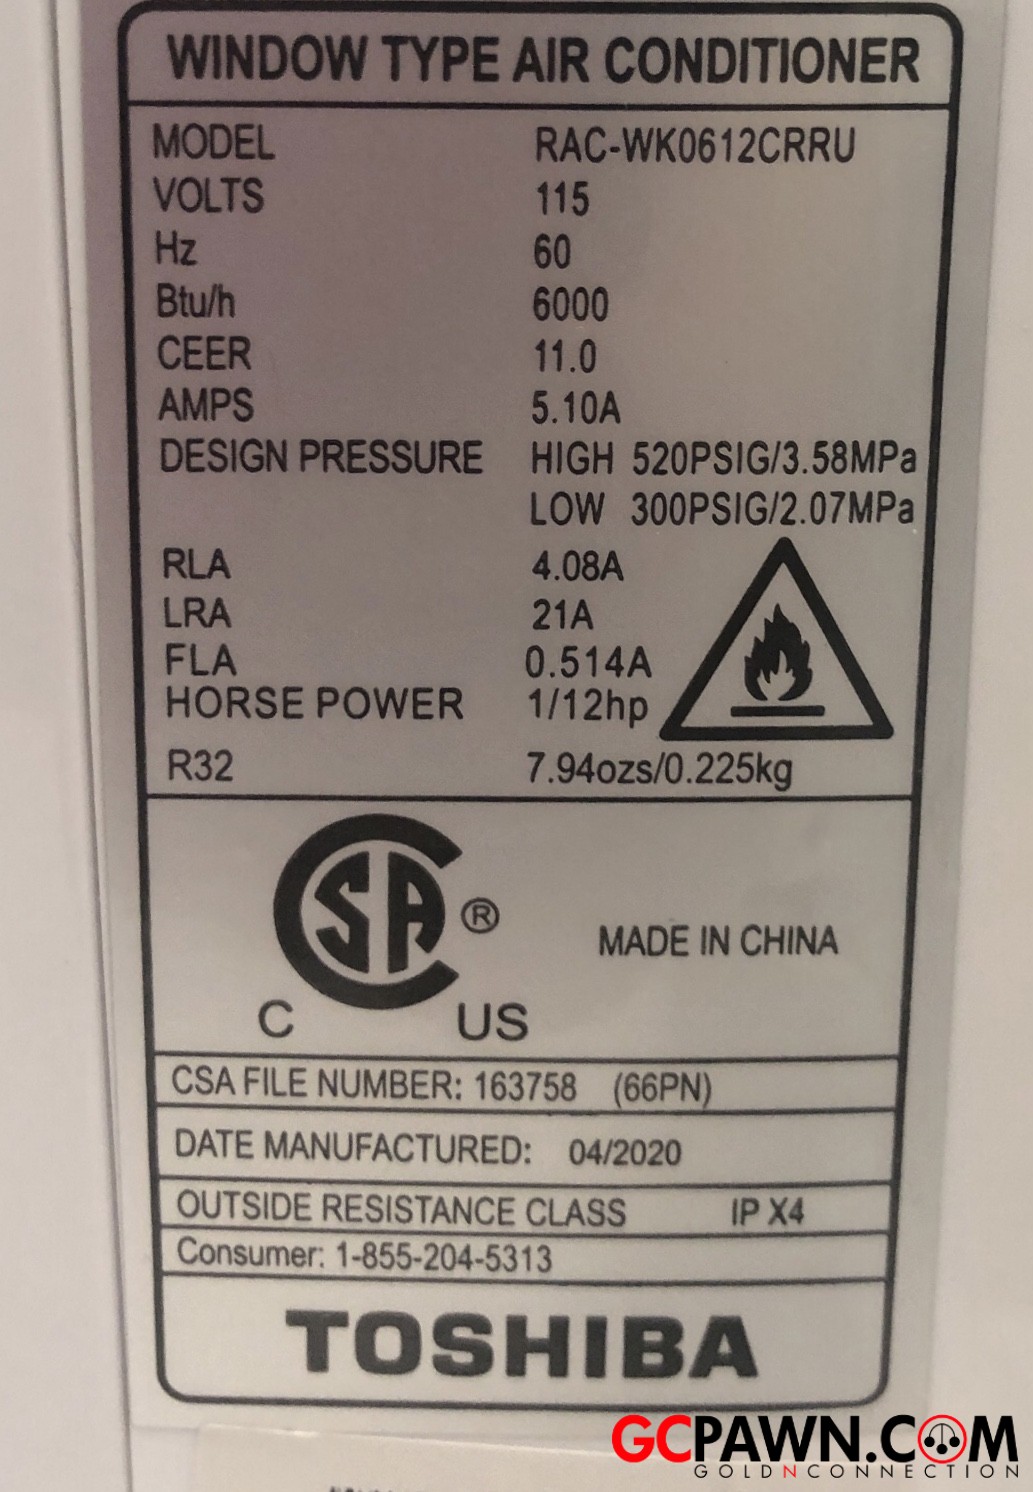 WINDOW TYPE AIR CONDITIONER
MODEL RAC-WK0612CRRU
VOLTS 115
Hz 60
Btu/h 6000
CEER 11.0
AMPS 5.10A
DESIGN PRESSURE HIGH 520PSIG/3.58MPa
LOW 300PSIG/2.07MPa
RLA 4.08A
LRA 21A
FLA 0.514A
HORSE POWER 1/12hp
R32 7.94ozs/0.225kg
CSA ®
MADE IN CHINA
C US
CSA FILE NUMBER: 163758 (66PN)
DATE MANUFACTURED: 04/2020
OUTSIDE RESISTANCE CLASS IP X4
Consumer: 1-855-204-5313
TOSHIBA
GCPAWN.COM
GOLDNCONNECTION